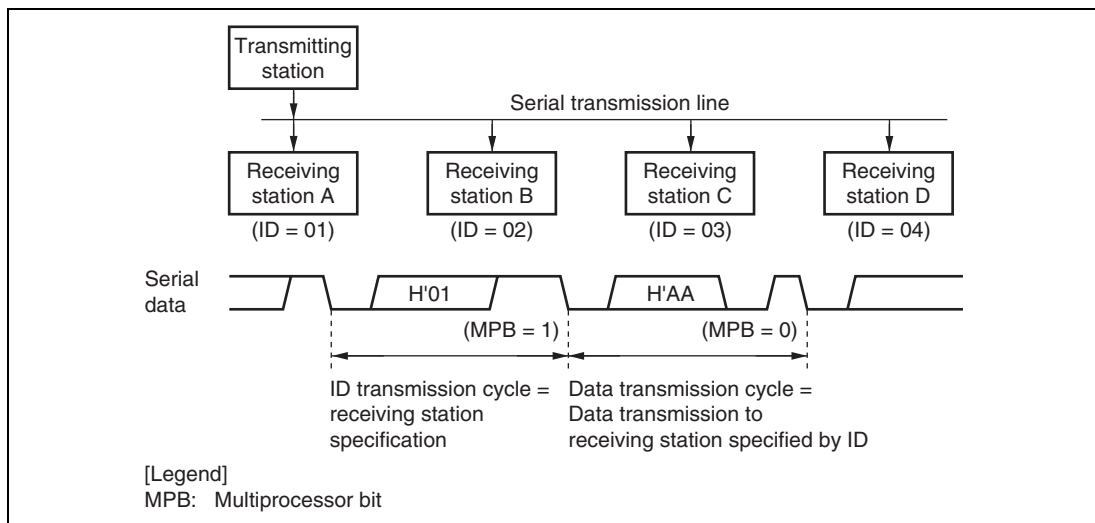 Transmitting
station
Serial transmission line
Receiving
station A
(ID = 01)
Receiving
station B
(ID = 02)
Receiving
station C
(ID = 03)
Receiving
station D
(ID = 04)
Serial
data
H'01
H'AA
(MPB = 1)
(MPB = 0)
ID transmission cycle =
receiving station
specification
Data transmission cycle =
Data transmission to
receiving station specified by ID
[Legend]
MPB: Multiprocessor bit